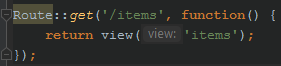 Route::get('/items', function() {
return view( view: 'items');
});